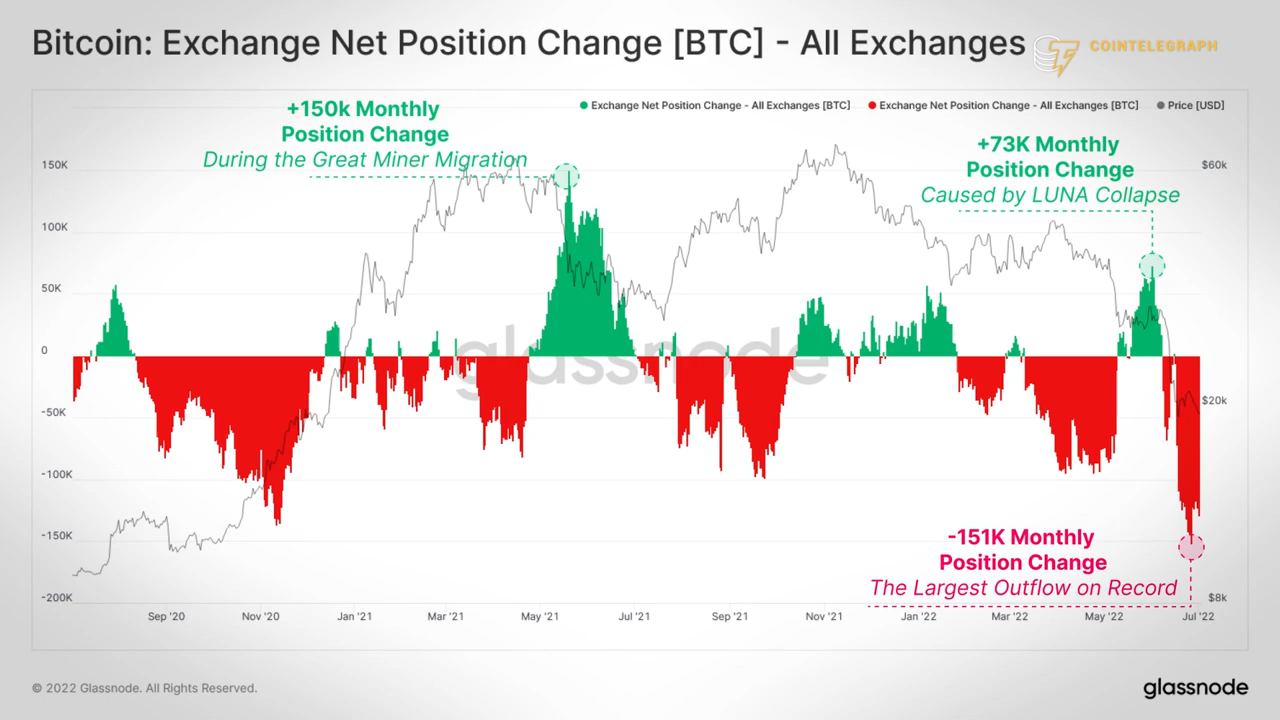 Bitcoin: Exchange Net Position Change [BTC] - All Exchanges
COINTELEGRAPH
+150k Monthly
Position Change
During the Great Miner Migration
Exchange Net Position Change - All Exchanges [BTC]
Exchange Net Position Change - All Exchanges [BTC]
Price [USD]
+73K Monthly
Position Change
Caused by LUNA Collapse
150K
100K
50K
0
-50K
-100K
-150K
-200K
$60k
$20k
$8k
glassnode
-151K Monthly
Position Change
The Largest Outflow on Record
Sep '20
Nov '20
Jan '21
Mar '21
May '21
Jul '21
Sep '21
Nov '21
Jan '22
Mar '22
May '22
Jul '22
© 2022 Glassnode. All Rights Reserved.
glassnode